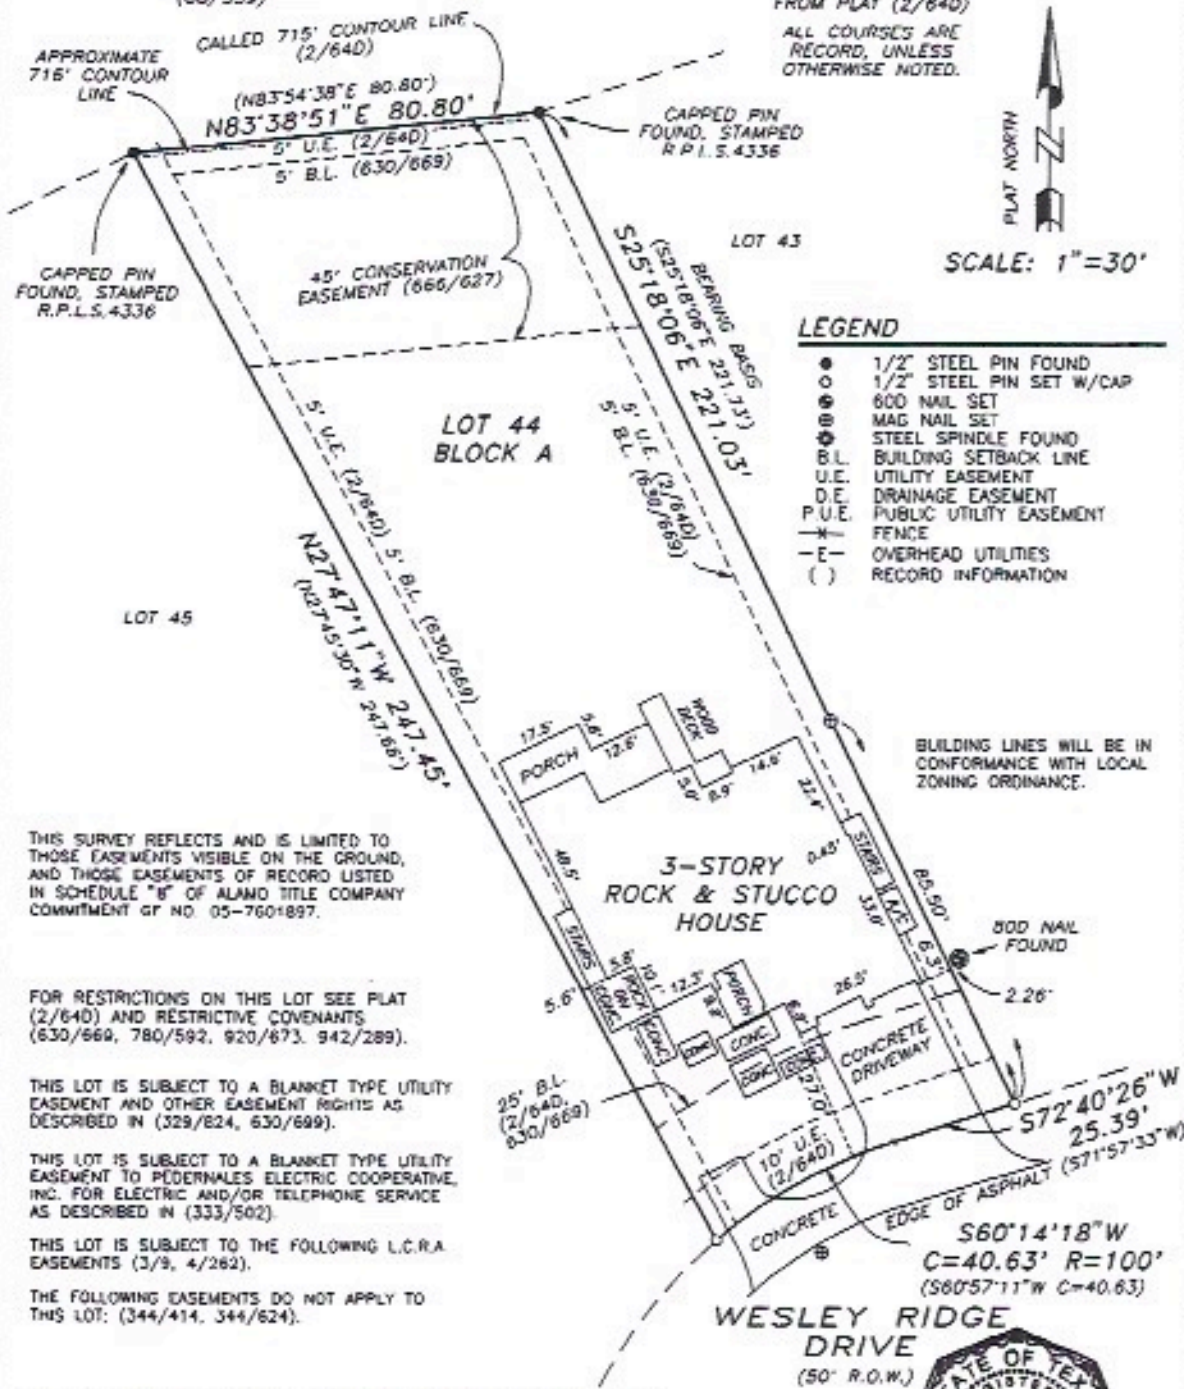 (60/339)
FROM PLAT (2/64D)
ALL COURSES ARE
RECORD, UNLESS
OTHERWISE NOTED.
CALLED 715' CONTOUR LINE
(2/64D)
APPROXIMATE
716' CONTOUR
LINE
(N83°54'38"E 80.80')
N83°38'51"E 80.80'
5' U.E. (2/64D)
5' B.L. (630/669)
CAPPED PIN
FOUND, STAMPED
R.P.L.S.4336
PLAT NORTH
N
SCALE: 1"=30'
CAPPED PIN
FOUND, STAMPED
R.P.L.S.4336
45' CONSERVATION
EASEMENT (666/627)
LOT 43
BEARING BASIS
(S25°18'06"E 221.73')
S25°18'06"E 221.03'
LEGEND
1/2" STEEL PIN FOUND
1/2" STEEL PIN SET W/CAP
60D NAIL SET
MAG NAIL SET
STEEL SPINDLE FOUND
B.L. BUILDING SETBACK LINE
U.E. UTILITY EASEMENT
D.E. DRAINAGE EASEMENT
P.U.E. PUBLIC UTILITY EASEMENT
FENCE
-E- OVERHEAD UTILITIES
( ) RECORD INFORMATION
LOT 44
BLOCK A
5' U.E. (2/64D)
5' B.L. (630/669)
5' U.E. (2/64D) 5' B.L. (630/669)
N27°47'11"W 247.45'
(N27°45'30"W 247.66')
LOT 45
17.5'
5.6'
12.6'
PORCH
WOOD
DECK
8.9'
14.6'
22.4'
BUILDING LINES WILL BE IN
CONFORMANCE WITH LOCAL
ZONING ORDINANCE.
THIS SURVEY REFLECTS AND IS LIMITED TO
THOSE EASEMENTS VISIBLE ON THE GROUND,
AND THOSE EASEMENTS OF RECORD LISTED
IN SCHEDULE "B" OF ALAMO TITLE COMPANY
COMMITMENT GF NO. 05-7601897.
48.5'
3-STORY
ROCK & STUCCO
HOUSE
0.45'
STAIRS
A/C
33.0'
85.90'
6.3'
80D NAIL
FOUND
2.26'
STAIRS
5.6'
CONC
ROCK
ON
CONC.
10.1'
12.3'
9.8'
PORCH
CONC.
CONC
CONC
CONC
26.5'
27.0'
CONCRETE
DRIVEWAY
FOR RESTRICTIONS ON THIS LOT SEE PLAT
(2/64D) AND RESTRICTIVE COVENANTS
(630/669, 780/592, 920/673, 942/289).
THIS LOT IS SUBJECT TO A BLANKET TYPE UTILITY
EASEMENT AND OTHER EASEMENT RIGHTS AS
DESCRIBED IN (329/824, 630/699).
THIS LOT IS SUBJECT TO A BLANKET TYPE UTILITY
EASEMENT TO PEDERNALES ELECTRIC COOPERATIVE,
INC. FOR ELECTRIC AND/OR TELEPHONE SERVICE
AS DESCRIBED IN (333/502).
THIS LOT IS SUBJECT TO THE FOLLOWING L.C.R.A.
EASEMENTS (3/9, 4/262).
THE FOLLOWING EASEMENTS DO NOT APPLY TO
THIS LOT: (344/414, 344/624).
25' B.L.
(2/64D,
630/669)
10' U.E.
(2/64D)
S72°40'26"W
25.39'
(S71°57'33"W)
CONCRETE
EDGE OF ASPHALT
S60°14'18"W
C=40.63' R=100'
(S60°57'11"W C=40.63)
WESLEY RIDGE
DRIVE
(50' R.O.W.)